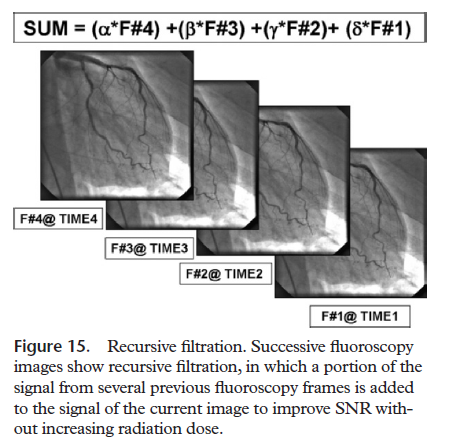 SUM = (α*F#4) +(β*F#3) +(γ*F#2)+ (δ*F#1)
F#4@ TIME4
F#3@ TIME3
F#2@ TIME2
F#1@ TIME1
Figure 15. Recursive filtration. Successive fluoroscopy
images show recursive filtration, in which a portion of the
signal from several previous fluoroscopy frames is added
to the signal of the current image to improve SNR with-
out increasing radiation dose.